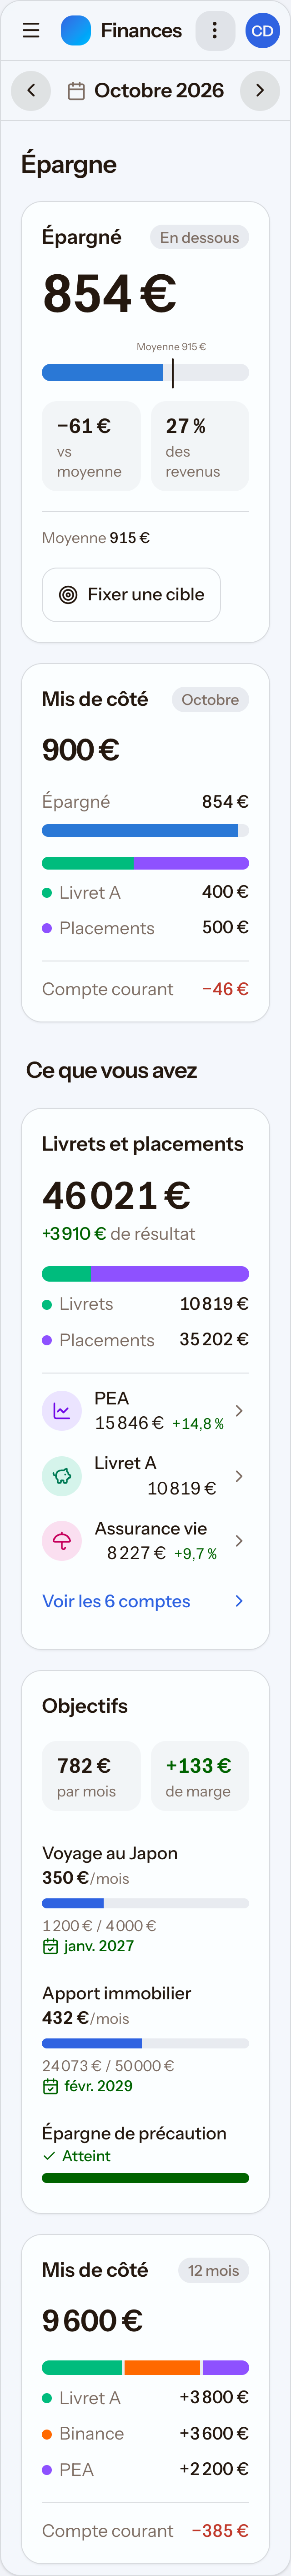 Finances
CD
Octobre 2026
Épargne
Épargné
En dessous
854 €
Moyenne 915 €
−61 €
27 %
vs
moyenne
des
revenus
Moyenne 915 €
Fixer une cible
Mis de côté
Octobre
900 €
Épargné 854 €
Livret A 400 €
Placements 500 €
Compte courant −46 €
Ce que vous avez
Livrets et placements
46 021 €
+3 910 € de résultat
Livrets 10 819 €
Placements 35 202 €
PEA
15 846 € +14,8 %
Livret A
10 819 €
Assurance vie
8 227 € +9,7 %
Voir les 6 comptes
Objectifs
782 €
par mois
+133 €
de marge
Voyage au Japon
350 €/mois
1 200 € / 4 000 €
janv. 2027
Apport immobilier
432 €/mois
24 073 € / 50 000 €
févr. 2029
Épargne de précaution
Atteint
Mis de côté
12 mois
9 600 €
Livret A +3 800 €
Binance +3 600 €
PEA +2 200 €
Compte courant −385 €